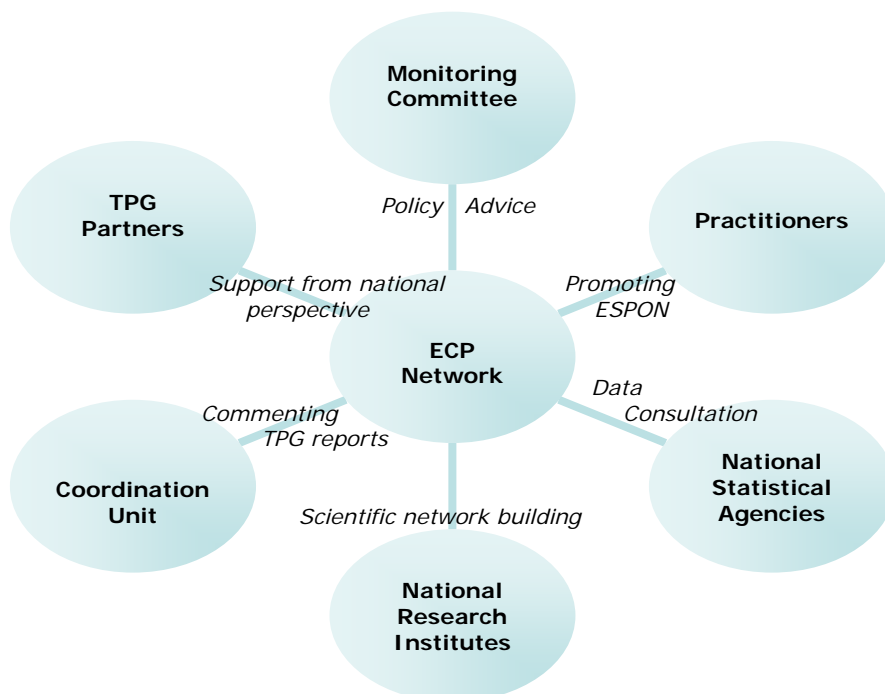 Monitoring
Committee
TPG
Partners
Policy Advice
Practitioners
Support from national
perspective
Promoting
ESPON
ECP
Network
Commenting
TPG reports
Data
Consultation
Coordination
Unit
National
Statistical
Agencies
Scientific network building
National
Research
Institutes